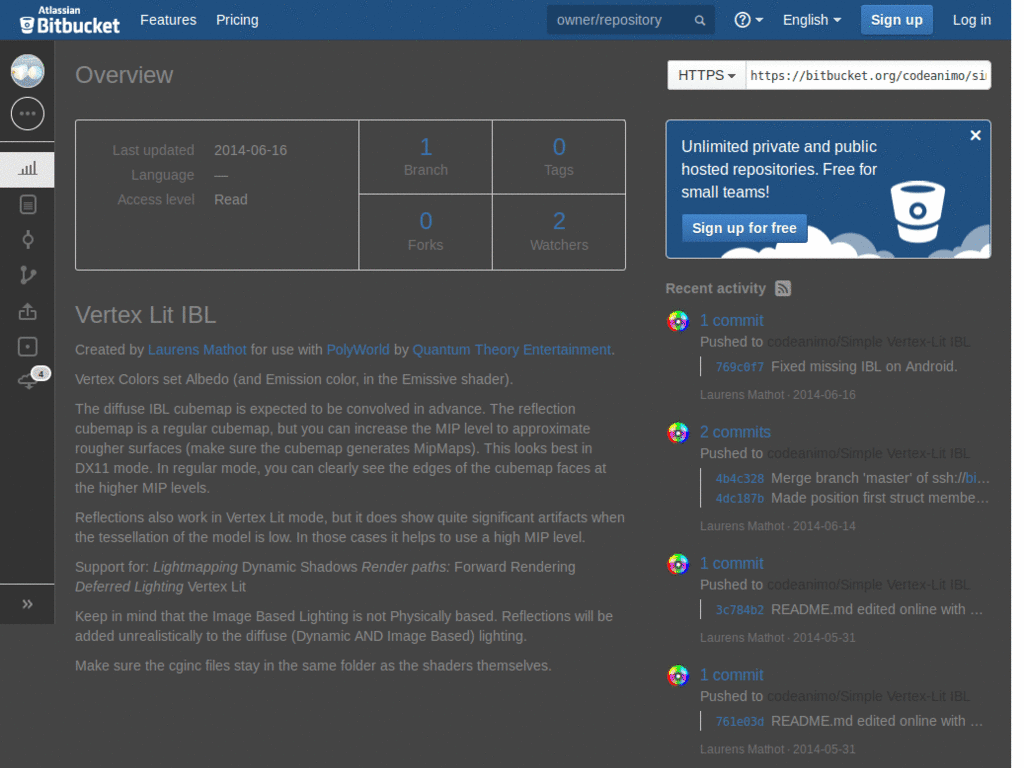 Atlassian
Bitbucket
Features
Pricing
owner/repository
English
Sign up
Log in
Overview
HTTPS
https://bitbucket.org/codeanimo/si
Last updated 2014-06-16
Language —
Access level Read
1
Branch
0
Tags
0
Forks
2
Watchers
Unlimited private and public
hosted repositories. Free for
small teams!
Sign up for free
4
Vertex Lit IBL
Created by Laurens Mathot for use with PolyWorld by Quantum Theory Entertainment.
Vertex Colors set Albedo (and Emission color, in the Emissive shader).
The diffuse IBL cubemap is expected to be convolved in advance. The reflection
cubemap is a regular cubemap, but you can increase the MIP level to approximate
rougher surfaces (make sure the cubemap generates MipMaps). This looks best in
DX11 mode. In regular mode, you can clearly see the edges of the cubemap faces at
the higher MIP levels.
Reflections also work in Vertex Lit mode, but it does show quite significant artifacts when
the tessellation of the model is low. In those cases it helps to use a high MIP level.
Support for: Lightmapping Dynamic Shadows Render paths: Forward Rendering
Deferred Lighting Vertex Lit
Keep in mind that the Image Based Lighting is not Physically based. Reflections will be
added unrealistically to the diffuse (Dynamic AND Image Based) lighting.
Make sure the cginc files stay in the same folder as the shaders themselves.
Recent activity
1 commit
Pushed to codeanimo/Simple Vertex-Lit IBL
769c0f7 Fixed missing IBL on Android.
Laurens Mathot · 2014-06-16
2 commits
Pushed to codeanimo/Simple Vertex-Lit IBL
4b4c328 Merge branch 'master' of ssh://bi…
4dc187b Made position first struct membe…
Laurens Mathot · 2014-06-14
1 commit
Pushed to codeanimo/Simple Vertex-Lit IBL
3c784b2 README.md edited online with …
Laurens Mathot · 2014-05-31
1 commit
Pushed to codeanimo/Simple Vertex-Lit IBL
761e03d README.md edited online with …
Laurens Mathot · 2014-05-31